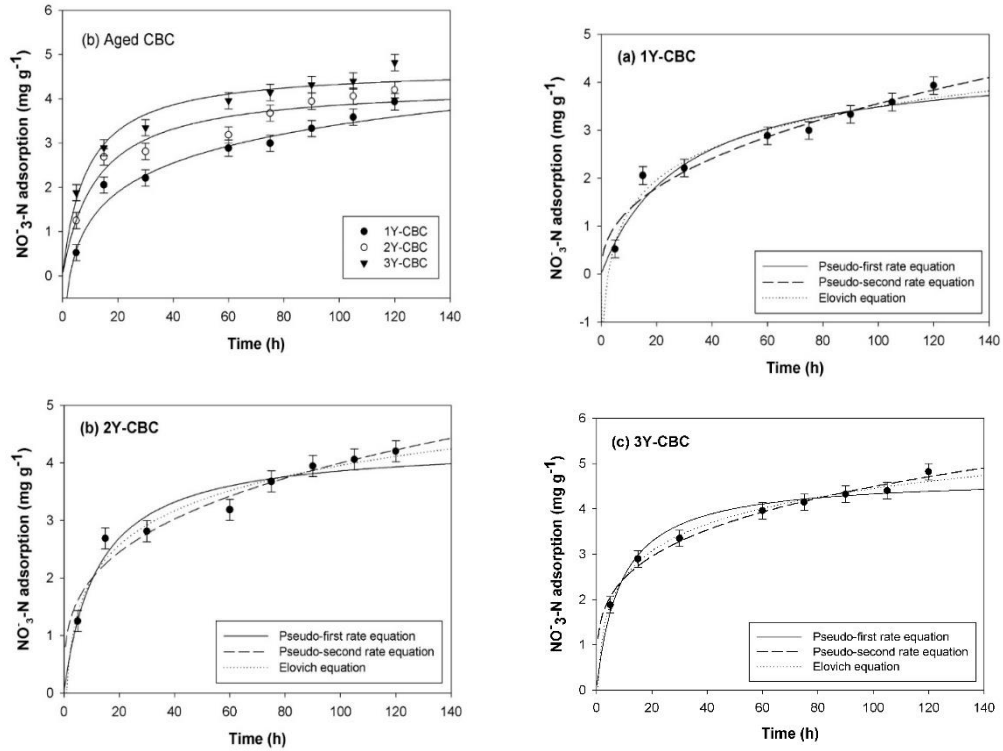 (b) Aged CBC
NO⁻₃-N adsorption (mg g⁻¹)
6
5
4
3
2
1
0
0 20 40 60 80 100 120 140
Time (h)
1Y-CBC
2Y-CBC
3Y-CBC
(a) 1Y-CBC
NO⁻₃-N adsorption (mg g⁻¹)
5
4
3
2
1
0
-1
0 20 40 60 80 100 120 140
Time (h)
Pseudo-first rate equation
Pseudo-second rate equation
Elovich equation
(b) 2Y-CBC
NO⁻₃-N adsorption (mg g⁻¹)
5
4
3
2
1
0
0 20 40 60 80 100 120 140
Time (h)
Pseudo-first rate equation
Pseudo-second rate equation
Elovich equation
(c) 3Y-CBC
NO⁻₃-N adsorption (mg g⁻¹)
6
5
4
3
2
1
0
0 20 40 60 80 100 120 140
Time (h)
Pseudo-first rate equation
Pseudo-second rate equation
Elovich equation